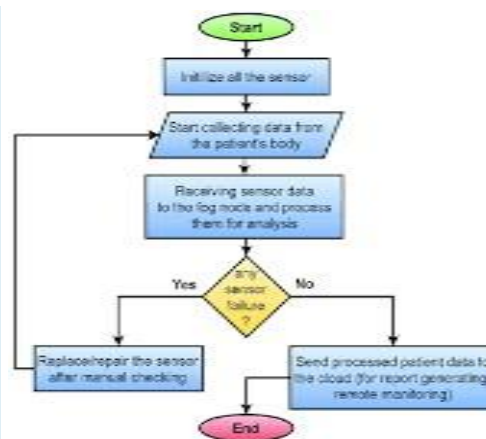 Start
Initilize all the sensor
Start collecting data from
the patient's body
Receiving sensor data
to the fog node and process
them for analysis
any
sensor
failure
?
Yes
No
Replace/repair the sensor
after manual checking
Send processed patient data to
the cloud (for report generating
remote monitoring)
End